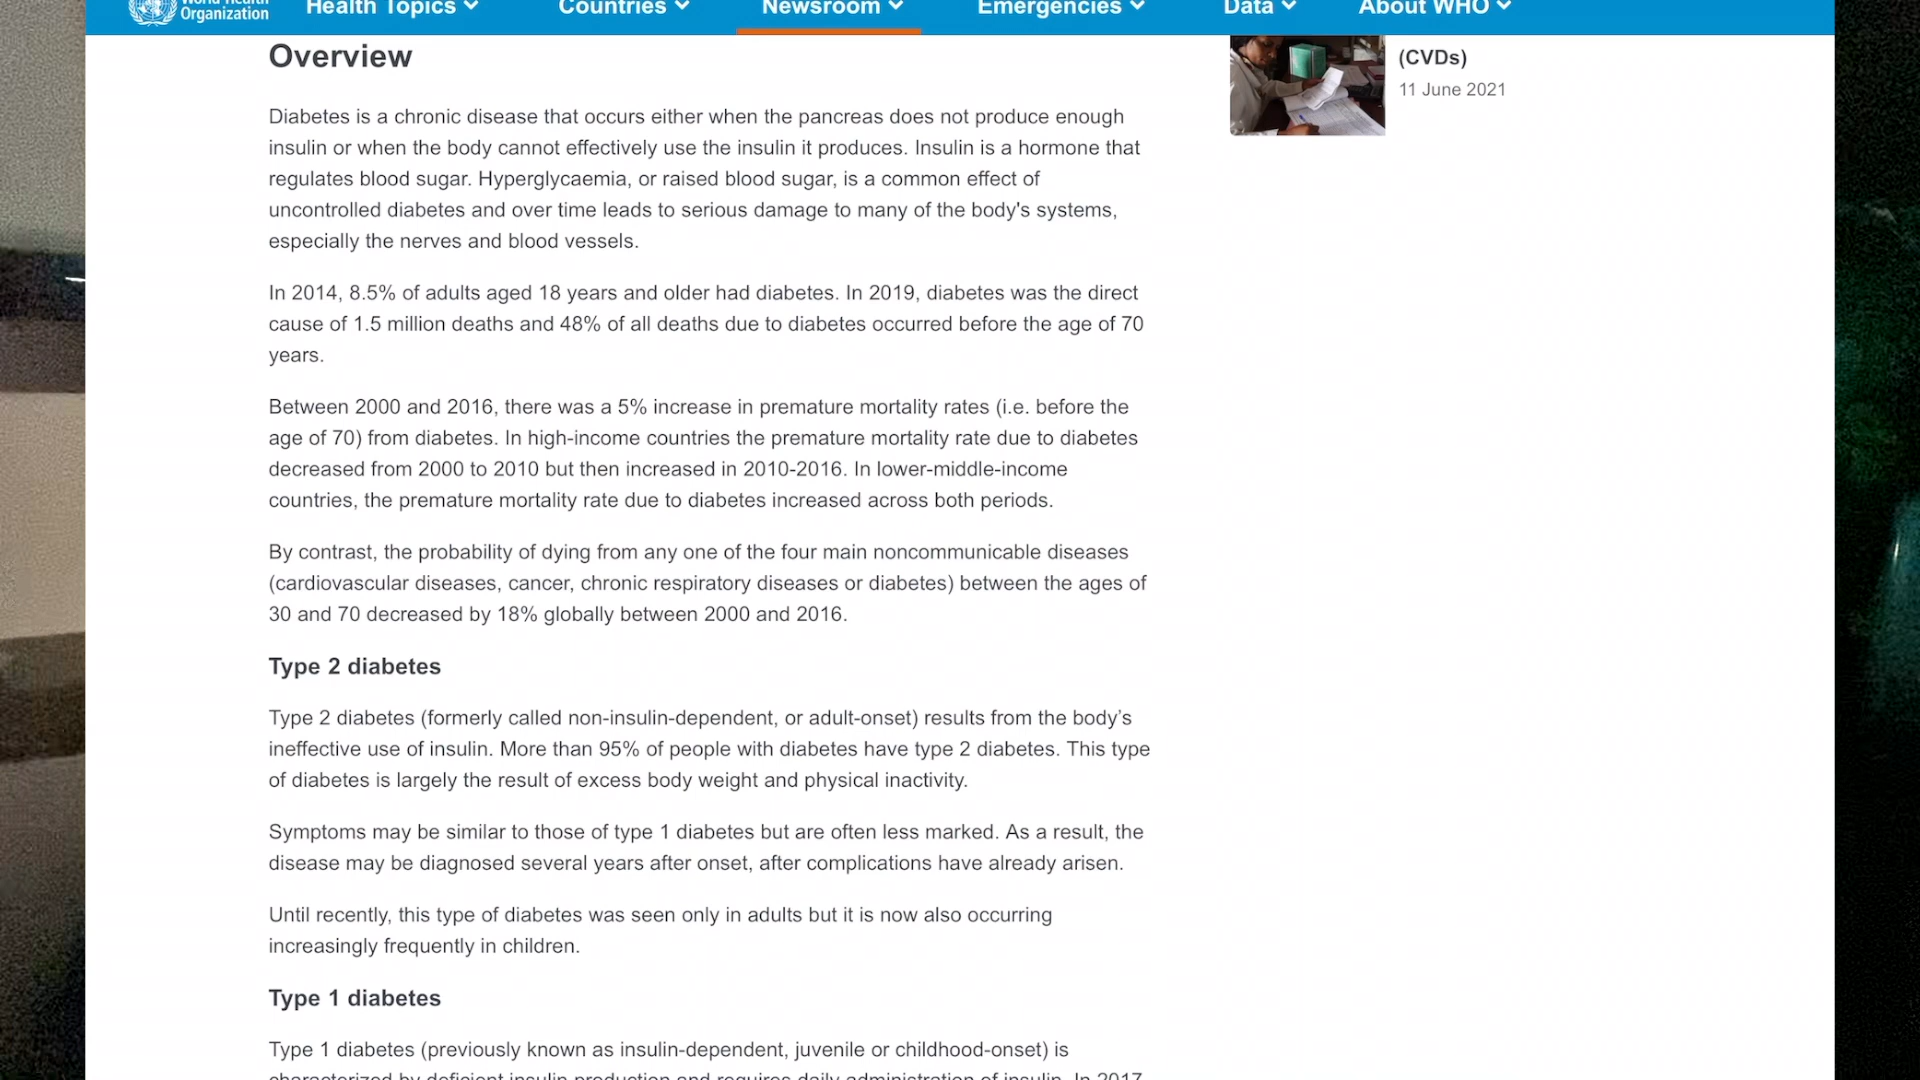 World Health
Organization
Health Topics
Countries
Newsroom
Emergencies
Data
About WHO
Overview
(CVDs)
11 June 2021
Diabetes is a chronic disease that occurs either when the pancreas does not produce enough
insulin or when the body cannot effectively use the insulin it produces. Insulin is a hormone that
regulates blood sugar. Hyperglycaemia, or raised blood sugar, is a common effect of
uncontrolled diabetes and over time leads to serious damage to many of the body's systems,
especially the nerves and blood vessels.
In 2014, 8.5% of adults aged 18 years and older had diabetes. In 2019, diabetes was the direct
cause of 1.5 million deaths and 48% of all deaths due to diabetes occurred before the age of 70
years.
Between 2000 and 2016, there was a 5% increase in premature mortality rates (i.e. before the
age of 70) from diabetes. In high-income countries the premature mortality rate due to diabetes
decreased from 2000 to 2010 but then increased in 2010-2016. In lower-middle-income
countries, the premature mortality rate due to diabetes increased across both periods.
By contrast, the probability of dying from any one of the four main noncommunicable diseases
(cardiovascular diseases, cancer, chronic respiratory diseases or diabetes) between the ages of
30 and 70 decreased by 18% globally between 2000 and 2016.
Type 2 diabetes
Type 2 diabetes (formerly called non-insulin-dependent, or adult-onset) results from the body’s
ineffective use of insulin. More than 95% of people with diabetes have type 2 diabetes. This type
of diabetes is largely the result of excess body weight and physical inactivity.
Symptoms may be similar to those of type 1 diabetes but are often less marked. As a result, the
disease may be diagnosed several years after onset, after complications have already arisen.
Until recently, this type of diabetes was seen only in adults but it is now also occurring
increasingly frequently in children.
Type 1 diabetes
Type 1 diabetes (previously known as insulin-dependent, juvenile or childhood-onset) is
characterized by deficient insulin production and requires daily administration of insulin. In 2017